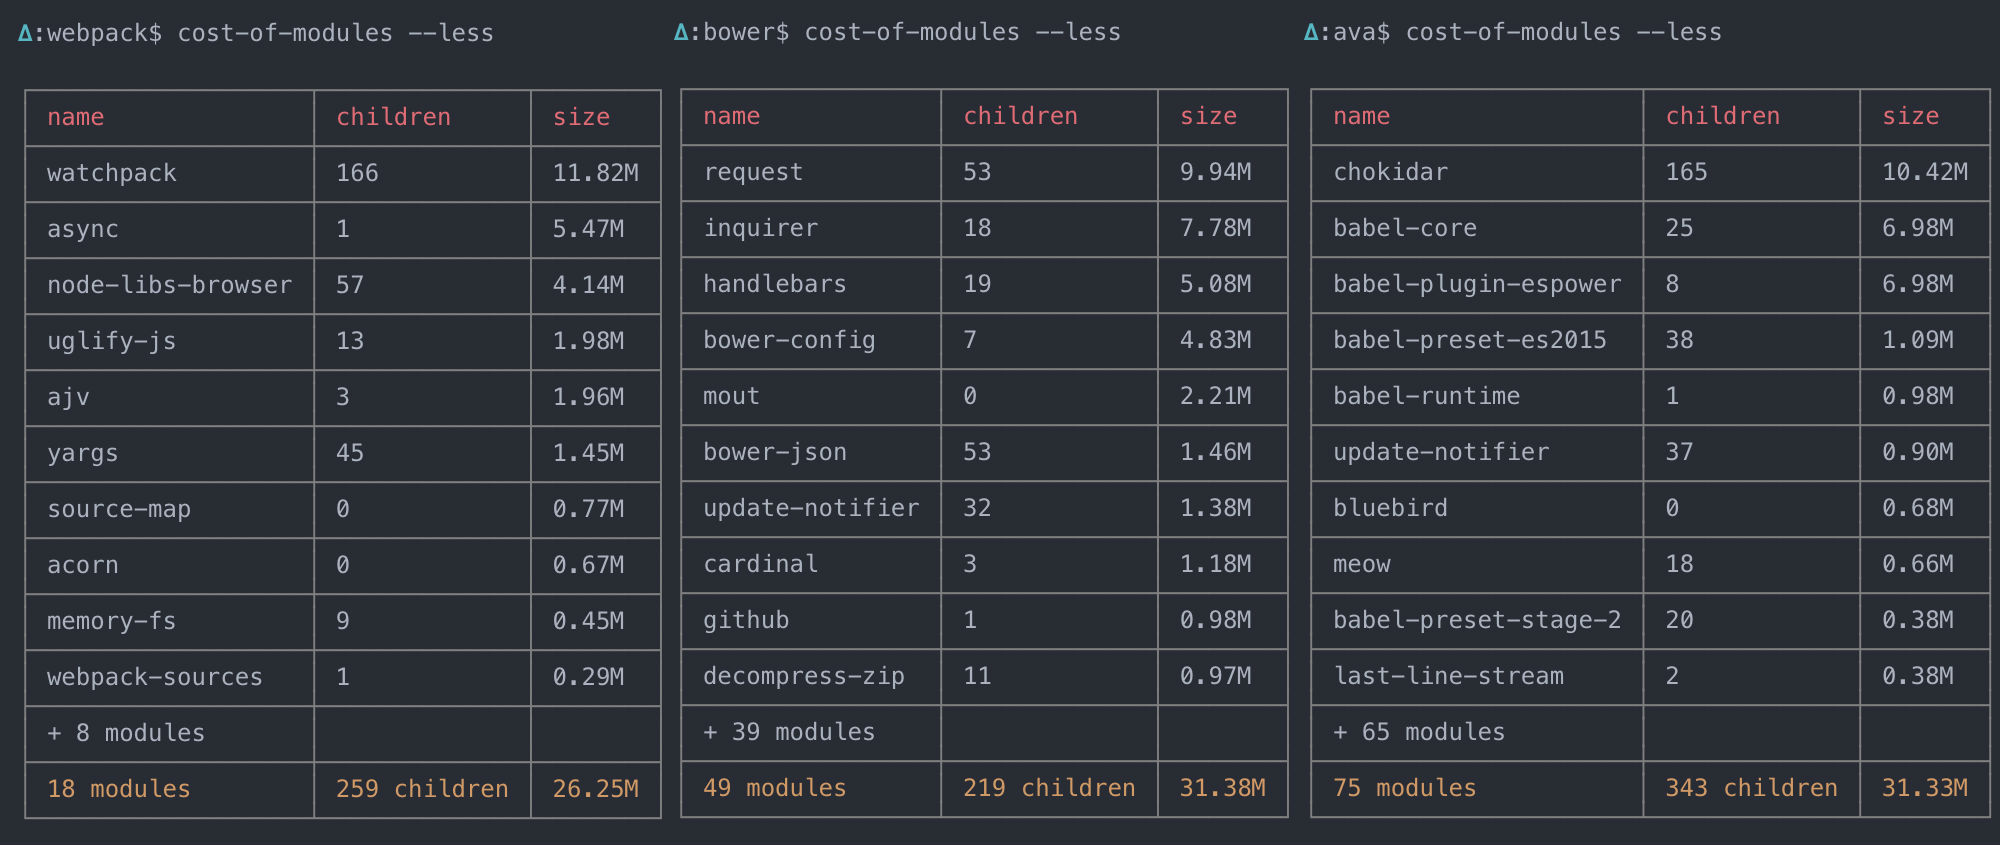 Δ:webpack$ cost-of-modules --less
name children size
watchpack 166 11.82M
async 1 5.47M
node-libs-browser 57 4.14M
uglify-js 13 1.98M
ajv 3 1.96M
yargs 45 1.45M
source-map 0 0.77M
acorn 0 0.67M
memory-fs 9 0.45M
webpack-sources 1 0.29M
+ 8 modules
18 modules 259 children 26.25M
Δ:bower$ cost-of-modules --less
name children size
request 53 9.94M
inquirer 18 7.78M
handlebars 19 5.08M
bower-config 7 4.83M
mout 0 2.21M
bower-json 53 1.46M
update-notifier 32 1.38M
cardinal 3 1.18M
github 1 0.98M
decompress-zip 11 0.97M
+ 39 modules
49 modules 219 children 31.38M
Δ:ava$ cost-of-modules --less
name children size
chokidar 165 10.42M
babel-core 25 6.98M
babel-plugin-espower 8 6.98M
babel-preset-es2015 38 1.09M
babel-runtime 1 0.98M
update-notifier 37 0.90M
bluebird 0 0.68M
meow 18 0.66M
babel-preset-stage-2 20 0.38M
last-line-stream 2 0.38M
+ 65 modules
75 modules 343 children 31.33M